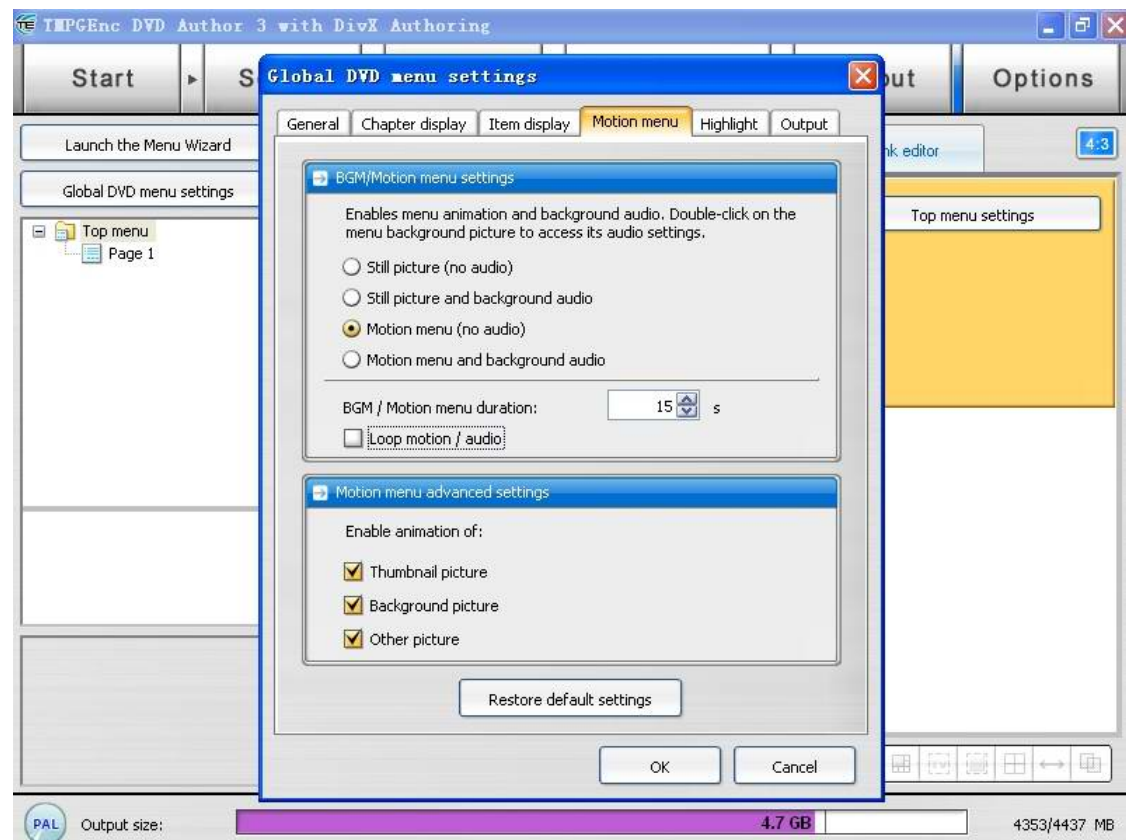 TMPGEnc DVD Author 3 with DivX Authoring
Start
Options
Launch the Menu Wizard
Global DVD menu settings
Top menu
Page 1
Global DVD menu settings
General Chapter display Item display Motion menu Highlight Output
BGM/Motion menu settings
Enables menu animation and background audio. Double-click on the
menu background picture to access its audio settings.
Still picture (no audio)
Still picture and background audio
Motion menu (no audio)
Motion menu and background audio
BGM / Motion menu duration: 15 s
Loop motion / audio
Motion menu advanced settings
Enable animation of:
Thumbnail picture
Background picture
Other picture
Restore default settings
OK Cancel
editor
4:3
Top menu settings
PAL Output size: 4.7 GB 4353/4437 MB